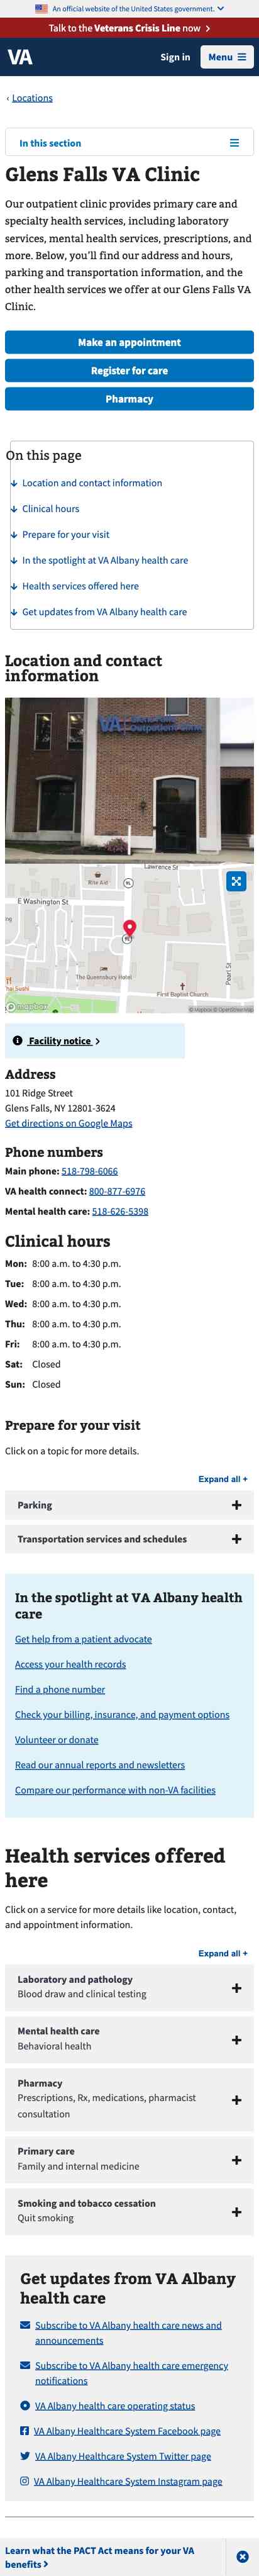 An official website of the United States government.
Talk to the Veterans Crisis Line now
VA
Sign in
Menu
Locations
In this section
Glens Falls VA Clinic
Our outpatient clinic provides primary care and
specialty health services, including laboratory
services, mental health services, prescriptions, and
more. Below, you’ll find our address and hours,
parking and transportation information, and the
other health services we offer at our Glens Falls VA
Clinic.
Make an appointment
Register for care
Pharmacy
On this page
Location and contact information
Clinical hours
Prepare for your visit
In the spotlight at VA Albany health care
Health services offered here
Get updates from VA Albany health care
Location and contact
information
VA
Lawrence St
Rite Aid
9L
E Washington St
The Queensbury Hotel
First Baptist Church
Pearl St
mapbox
© Mapbox © OpenStreetMap
Facility notice
Address
101 Ridge Street
Glens Falls, NY 12801-3624
Get directions on Google Maps
Phone numbers
Main phone: 518-798-6066
VA health connect: 800-877-6976
Mental health care: 518-626-5398
Clinical hours
Mon: 8:00 a.m. to 4:30 p.m.
Tue: 8:00 a.m. to 4:30 p.m.
Wed: 8:00 a.m. to 4:30 p.m.
Thu: 8:00 a.m. to 4:30 p.m.
Fri: 8:00 a.m. to 4:30 p.m.
Sat: Closed
Sun: Closed
Prepare for your visit
Click on a topic for more details.
Expand all +
Parking
Transportation services and schedules
In the spotlight at VA Albany health
care
Get help from a patient advocate
Access your health records
Find a phone number
Check your billing, insurance, and payment options
Volunteer or donate
Read our annual reports and newsletters
Compare our performance with non-VA facilities
Health services offered
here
Click on a service for more details like location, contact,
and appointment information.
Expand all +
Laboratory and pathology
Blood draw and clinical testing
Mental health care
Behavioral health
Pharmacy
Prescriptions, Rx, medications, pharmacist
consultation
Primary care
Family and internal medicine
Smoking and tobacco cessation
Quit smoking
Get updates from VA Albany
health care
Subscribe to VA Albany health care news and
announcements
Subscribe to VA Albany health care emergency
notifications
VA Albany health care operating status
VA Albany Healthcare System Facebook page
VA Albany Healthcare System Twitter page
VA Albany Healthcare System Instagram page
Learn what the PACT Act means for your VA
benefits